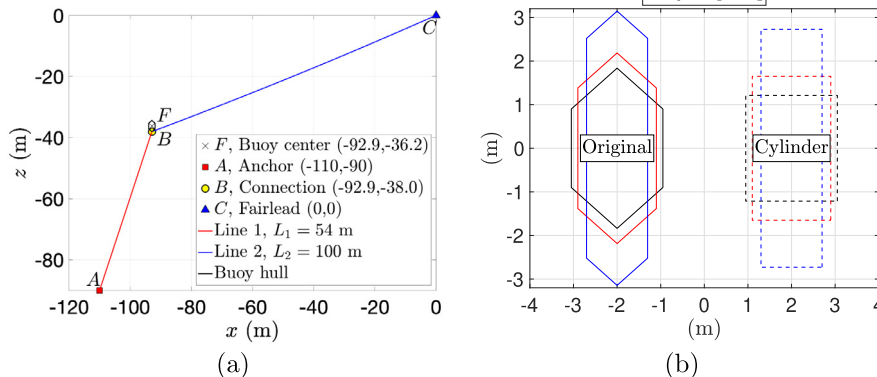 0
-20
-40
-60
-80
z (m)
-120 -100 -80 -60 -40 -20 0
x (m)
C
F
B
A
F, Buoy center (-92.9,-36.2)
A, Anchor (-110,-90)
B, Connection (-92.9,-38.0)
C, Fairlead (0,0)
Line 1, L₁ = 54 m
Line 2, L₂ = 100 m
Buoy hull
(a)
3
2
1
0
-1
-2
-3
(m)
Original
Cylinder
-4 -3 -2 -1 0 1 2 3 4
(m)
(b)